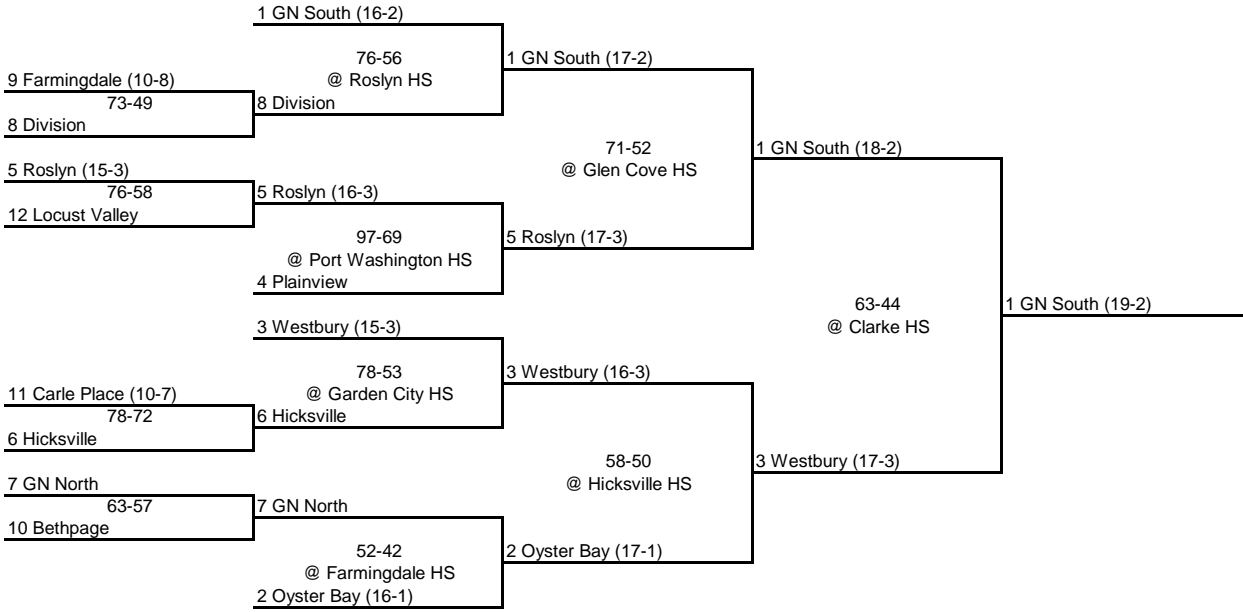 1 GN South (16-2)
76-56
@ Roslyn HS
1 GN South (17-2)
9 Farmingdale (10-8)
73-49
8 Division
8 Division
71-52
@ Glen Cove HS
1 GN South (18-2)
5 Roslyn (15-3)
76-58
5 Roslyn (16-3)
12 Locust Valley
97-69
@ Port Washington HS
5 Roslyn (17-3)
4 Plainview
63-44
@ Clarke HS
1 GN South (19-2)
3 Westbury (15-3)
78-53
@ Garden City HS
3 Westbury (16-3)
11 Carle Place (10-7)
78-72
6 Hicksville
6 Hicksville
58-50
@ Hicksville HS
3 Westbury (17-3)
7 GN North
63-57
7 GN North
10 Bethpage
52-42
@ Farmingdale HS
2 Oyster Bay (17-1)
2 Oyster Bay (16-1)